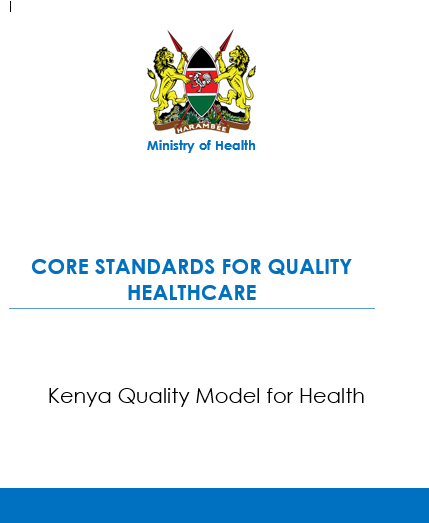 HARAMBEE
Ministry of Health
CORE STANDARDS FOR QUALITY
HEALTHCARE
Kenya Quality Model for Health